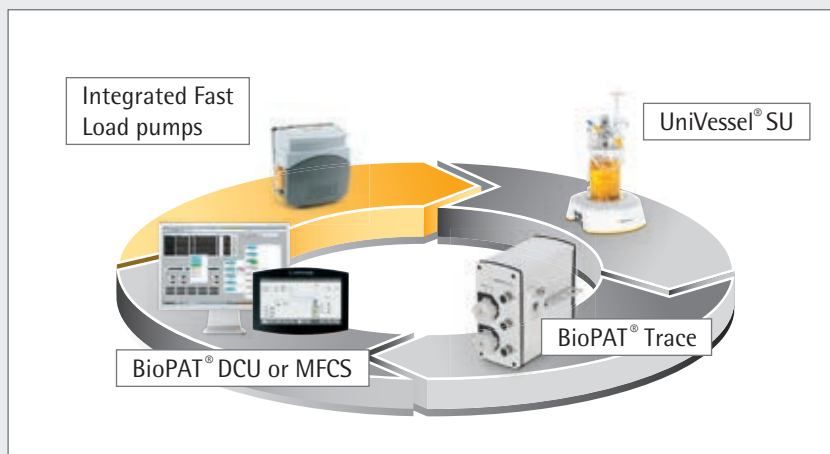 Integrated Fast
Load pumps
UniVessel® SU
BioPAT® Trace
BioPAT® DCU or MFCS